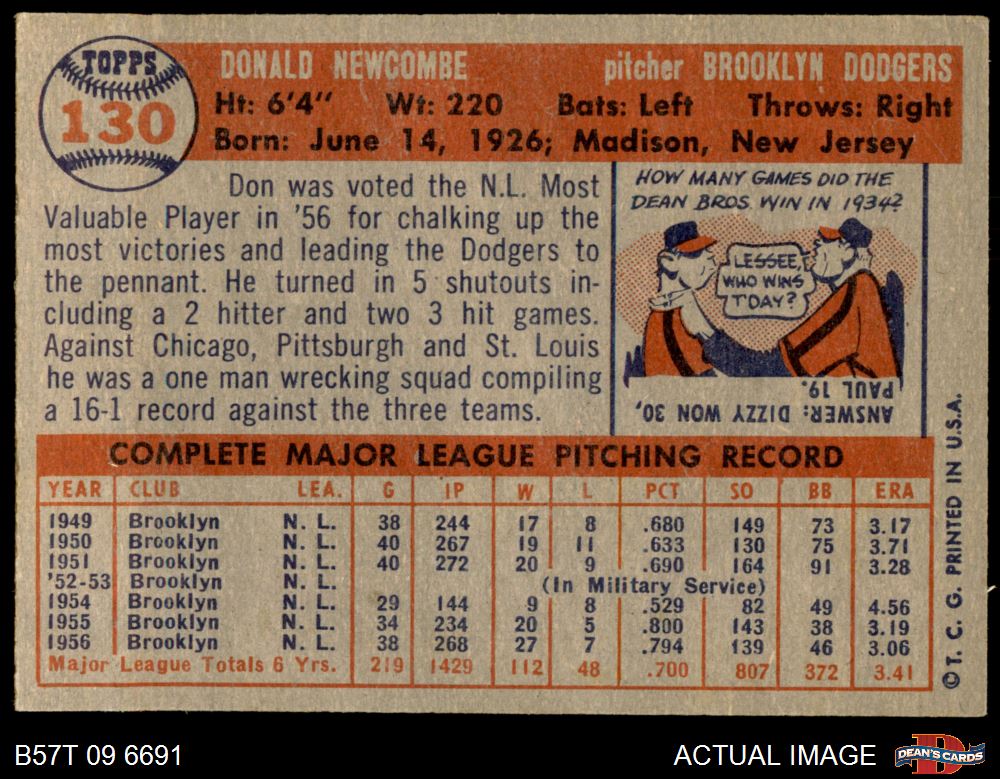 TOPPS
130
DONALD NEWCOMBE pitcher BROOKLYN DODGERS
Ht: 6'4" Wt: 220 Bats: Left Throws: Right
Born: June 14, 1926; Madison, New Jersey
Don was voted the N.L. Most
Valuable Player in '56 for chalking up the
most victories and leading the Dodgers to
the pennant. He turned in 5 shutouts in-
cluding a 2 hitter and two 3 hit games.
Against Chicago, Pittsburgh and St. Louis
he was a one man wrecking squad compiling
a 16-1 record against the three teams.
HOW MANY GAMES DID THE
DEAN BROS. WIN IN 1934?
LESSEE,
WHO WINS
T'DAY?
ANSWER: DIZZY WON 30,
PAUL 19.
COMPLETE MAJOR LEAGUE PITCHING RECORD
YEAR CLUB LEA. G IP W L PCT SO BB ERA
1949 Brooklyn N. L. 38 244 17 8 .680 149 73 3.17
1950 Brooklyn N. L. 40 267 19 11 .633 130 75 3.71
1951 Brooklyn N. L. 40 272 20 9 .690 164 91 3.28
'52-53 Brooklyn N. L. (In Military Service)
1954 Brooklyn N. L. 29 144 9 8 .529 82 49 4.56
1955 Brooklyn N. L. 34 234 20 5 .800 143 38 3.19
1956 Brooklyn N. L. 38 268 27 7 .794 139 46 3.06
Major League Totals 6 Yrs. 219 1429 112 48 .700 807 372 3.41
© T. C. G. PRINTED IN U.S.A.
B57T 09 6691 ACTUAL IMAGE
D
DEAN'S CARDS